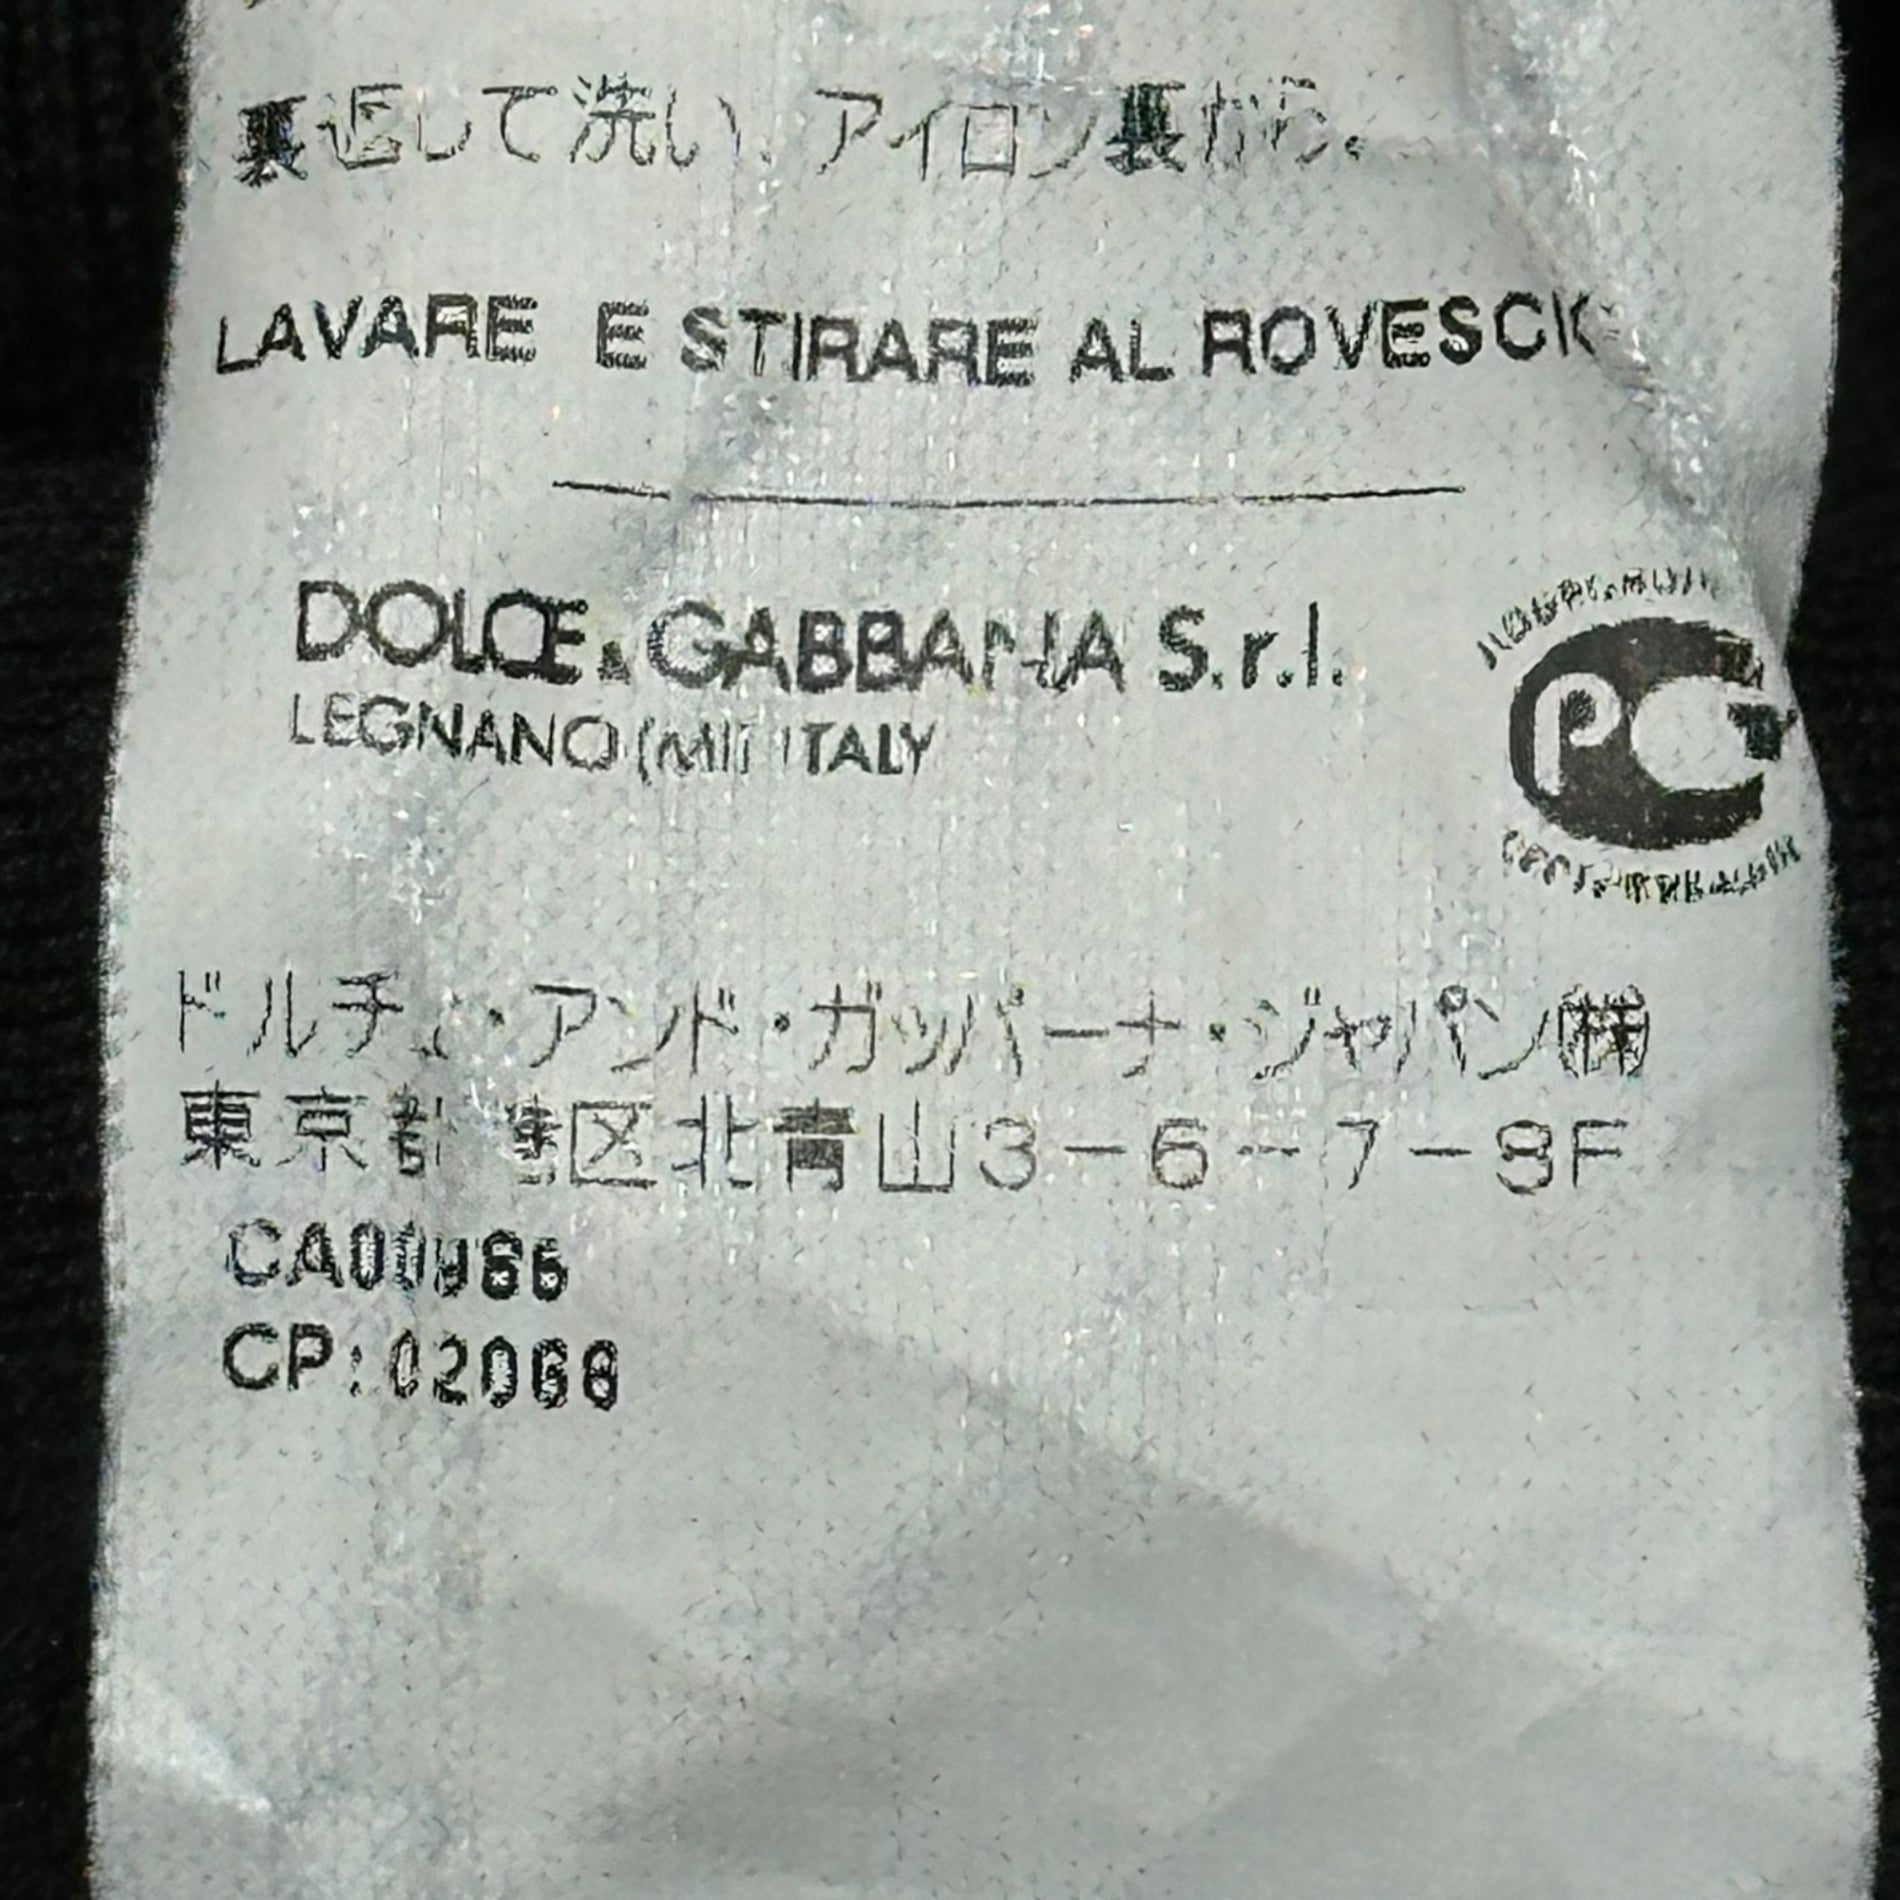 裏返して洗い、アイロン裏から。
LAVARE E STIRARE AL ROVESCIO
DOLCE & GABBANA S.r.l.
LEGNANO (MI) ITALY
PCT
ドルチェ・アンド・ガッバーナ・ジャパン㈱
東京都港区北青山3-6-7-9F
CP:02068